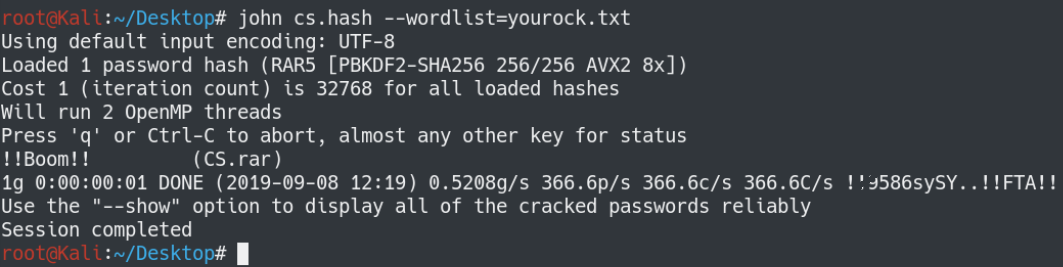 root@Kali:~/Desktop# john cs.hash --wordlist=yourock.txt
Using default input encoding: UTF-8
Loaded 1 password hash (RAR5 [PBKDF2-SHA256 256/256 AVX2 8x])
Cost 1 (iteration count) is 32768 for all loaded hashes
Will run 2 OpenMP threads
Press 'q' or Ctrl-C to abort, almost any other key for status
!!Boom!! (CS.rar)
1g 0:00:00:01 DONE (2019-09-08 12:19) 0.5208g/s 366.6p/s 366.6c/s 366.6C/s
Use the "--show" option to display all of the cracked passwords reliably
Session completed
root@Kali:~/Desktop#